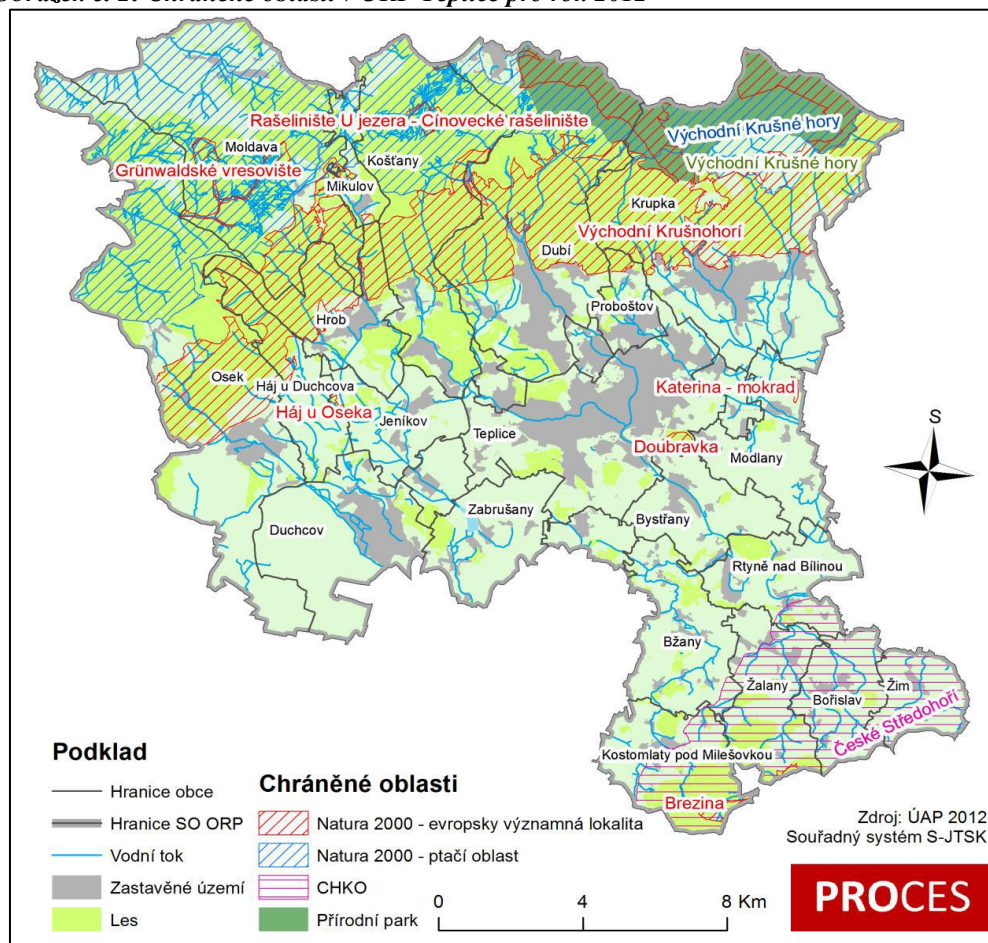 Obrázek č. 2: Chráněné oblasti v ORP Teplice pro rok 2012
Rašeliniště U jezera - Cínovecké rašeliniště
Východní Krušné hory
Moldava
Košťany
Východní Krušné hory
Grünwaldské vresoviště
Mikulov
Krupka
Východní Krušnohoří
Dubí
Proboštov
Hrob
Osek
Háj u Duchcova
Katerina - mokrad
Háj u Oseka
Jeníkov
Teplice
S
Doubravka
Modlany
Zabrušany
Bystřany
Duchcov
Rtyně nad Bílinou
Bžany
Žalany
Bořislav
Žim
České Středohoří
Kostomlaty pod Milešovkou
Brezina
Podklad
Hranice obce
Hranice SO ORP
Vodní tok
Zastavěné území
Les
Chráněné oblasti
Natura 2000 - evropsky významná lokalita
Natura 2000 - ptačí oblast
CHKO
Přírodní park
0 4 8 Km
Zdroj: ÚAP 2012
Souřadný systém S-JTSK
PROCES